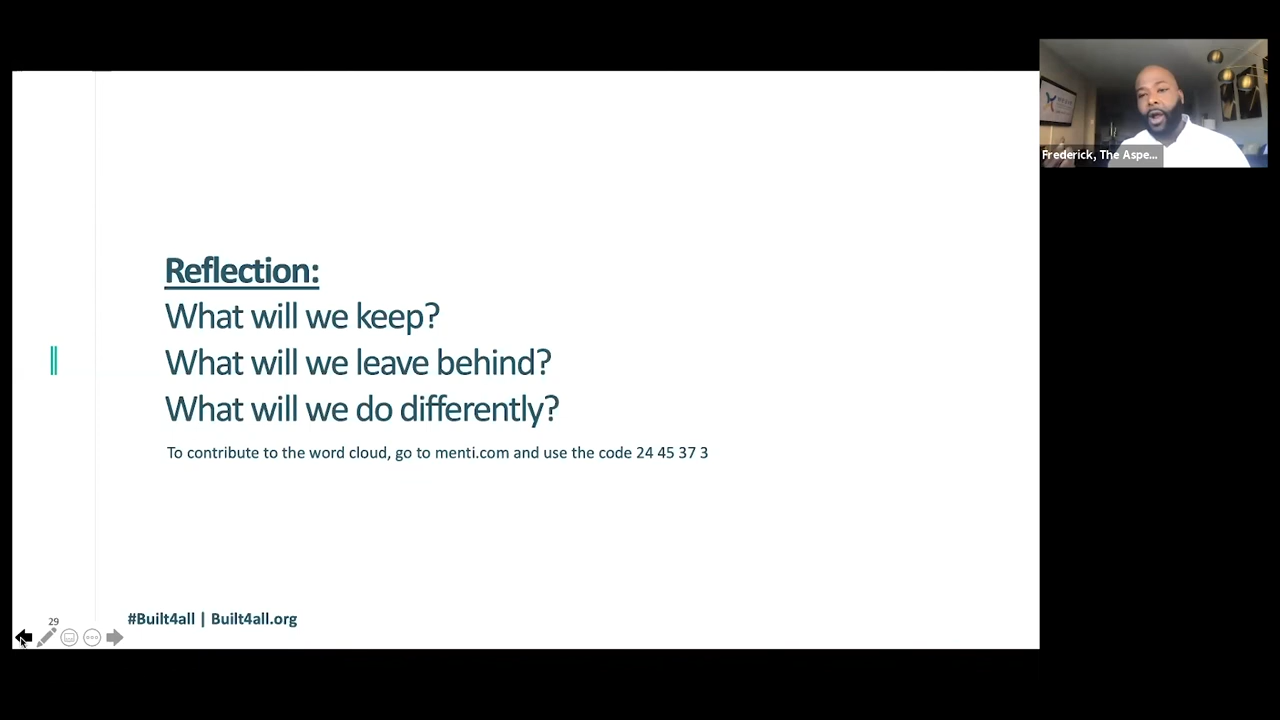 Reflection:
What will we keep?
What will we leave behind?
What will we do differently?
To contribute to the word cloud, go to menti.com and use the code 24 45 37 3
29
#Built4all | Built4all.org
Frederick, The Aspe...